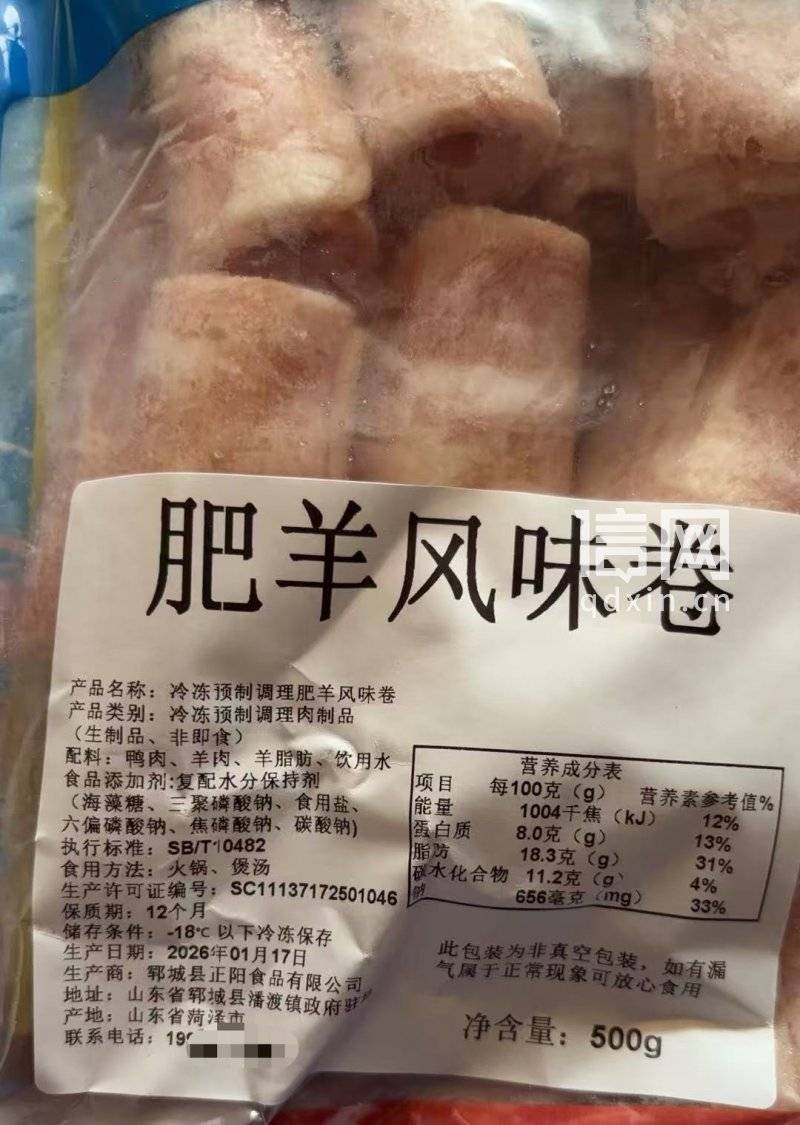 肥羊风味卷
信网
qdxin.cn
产品名称：冷冻预制调理肥羊风味卷
产品类别：冷冻预制调理肉制品
（生制品、非即食）
配料：鸭肉、羊肉、羊脂肪、饮用水
食品添加剂:复配水分保持剂
（海藻糖、三聚磷酸钠、食用盐、
六偏磷酸钠、焦磷酸钠、碳酸钠)
执行标准：SB/T10482
食用方法：火锅、煲汤
生产许可证编号：SC11137172501046
保质期：12个月
储存条件：-18℃以下冷冻保存
生产日期：2026年01月17日
生产商：郓城县正阳食品有限公司
地址：山东省郓城县潘渡镇政府驻
产地：山东省菏泽市
联系电话：19
营养成分表
项目 每100克（g） 营养素参考值%
能量 1004千焦（kJ） 12%
蛋白质 8.0克（g） 13%
脂肪 18.3克（g） 31%
碳水化合物 11.2克（g） 4%
钠 656毫克（mg） 33%
此包装为非真空包装，如有漏
气属于正常现象可放心食用
净含量：500g